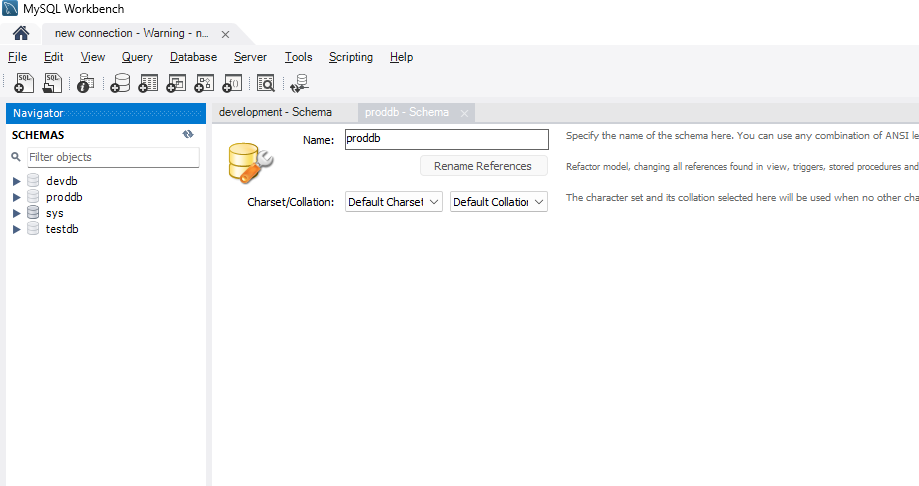 MySQL Workbench
new connection - Warning - n...
File Edit View Query Database Server Tools Scripting Help
SQL SQL
Navigator
development - Schema
proddb - Schema
SCHEMAS
Filter objects
devdb
proddb
sys
testdb
Name: proddb
Specify the name of the schema here. You can use any combination of ANSI le
Rename References
Refactor model, changing all references found in view, triggers, stored procedures and
Charset/Collation: Default Charset Default Collation
The character set and its collation selected here will be used when no other cha